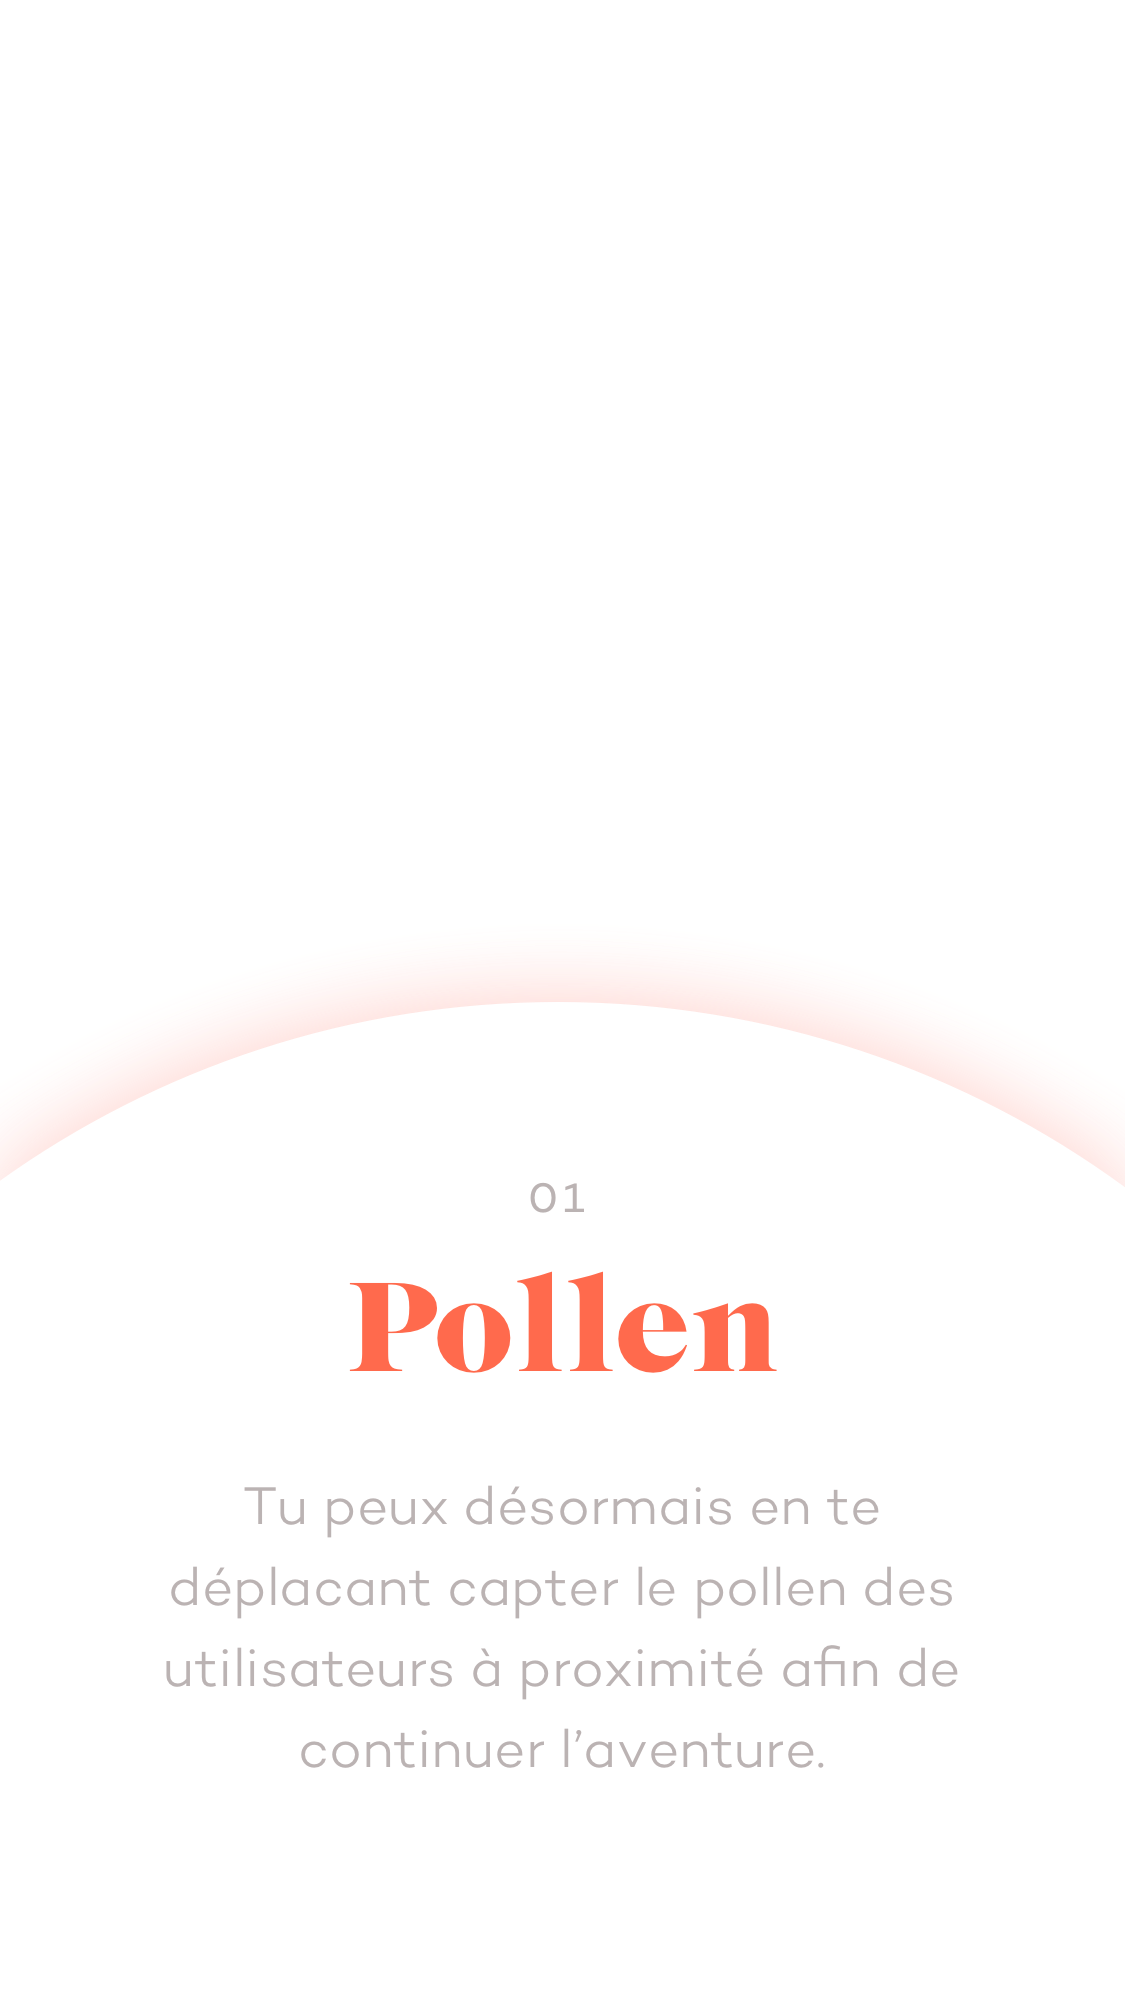 01
Pollen
Tu peux désormais en te
déplacant capter le pollen des
utilisateurs à proximité afin de
continuer l’aventure.